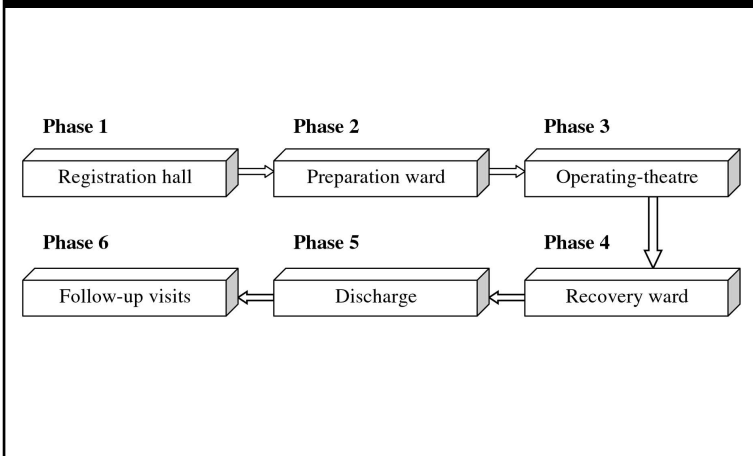 Phase 1 Phase 2 Phase 3
Registration hall Preparation ward Operating-theatre
Phase 6 Phase 5 Phase 4
Follow-up visits Discharge Recovery ward